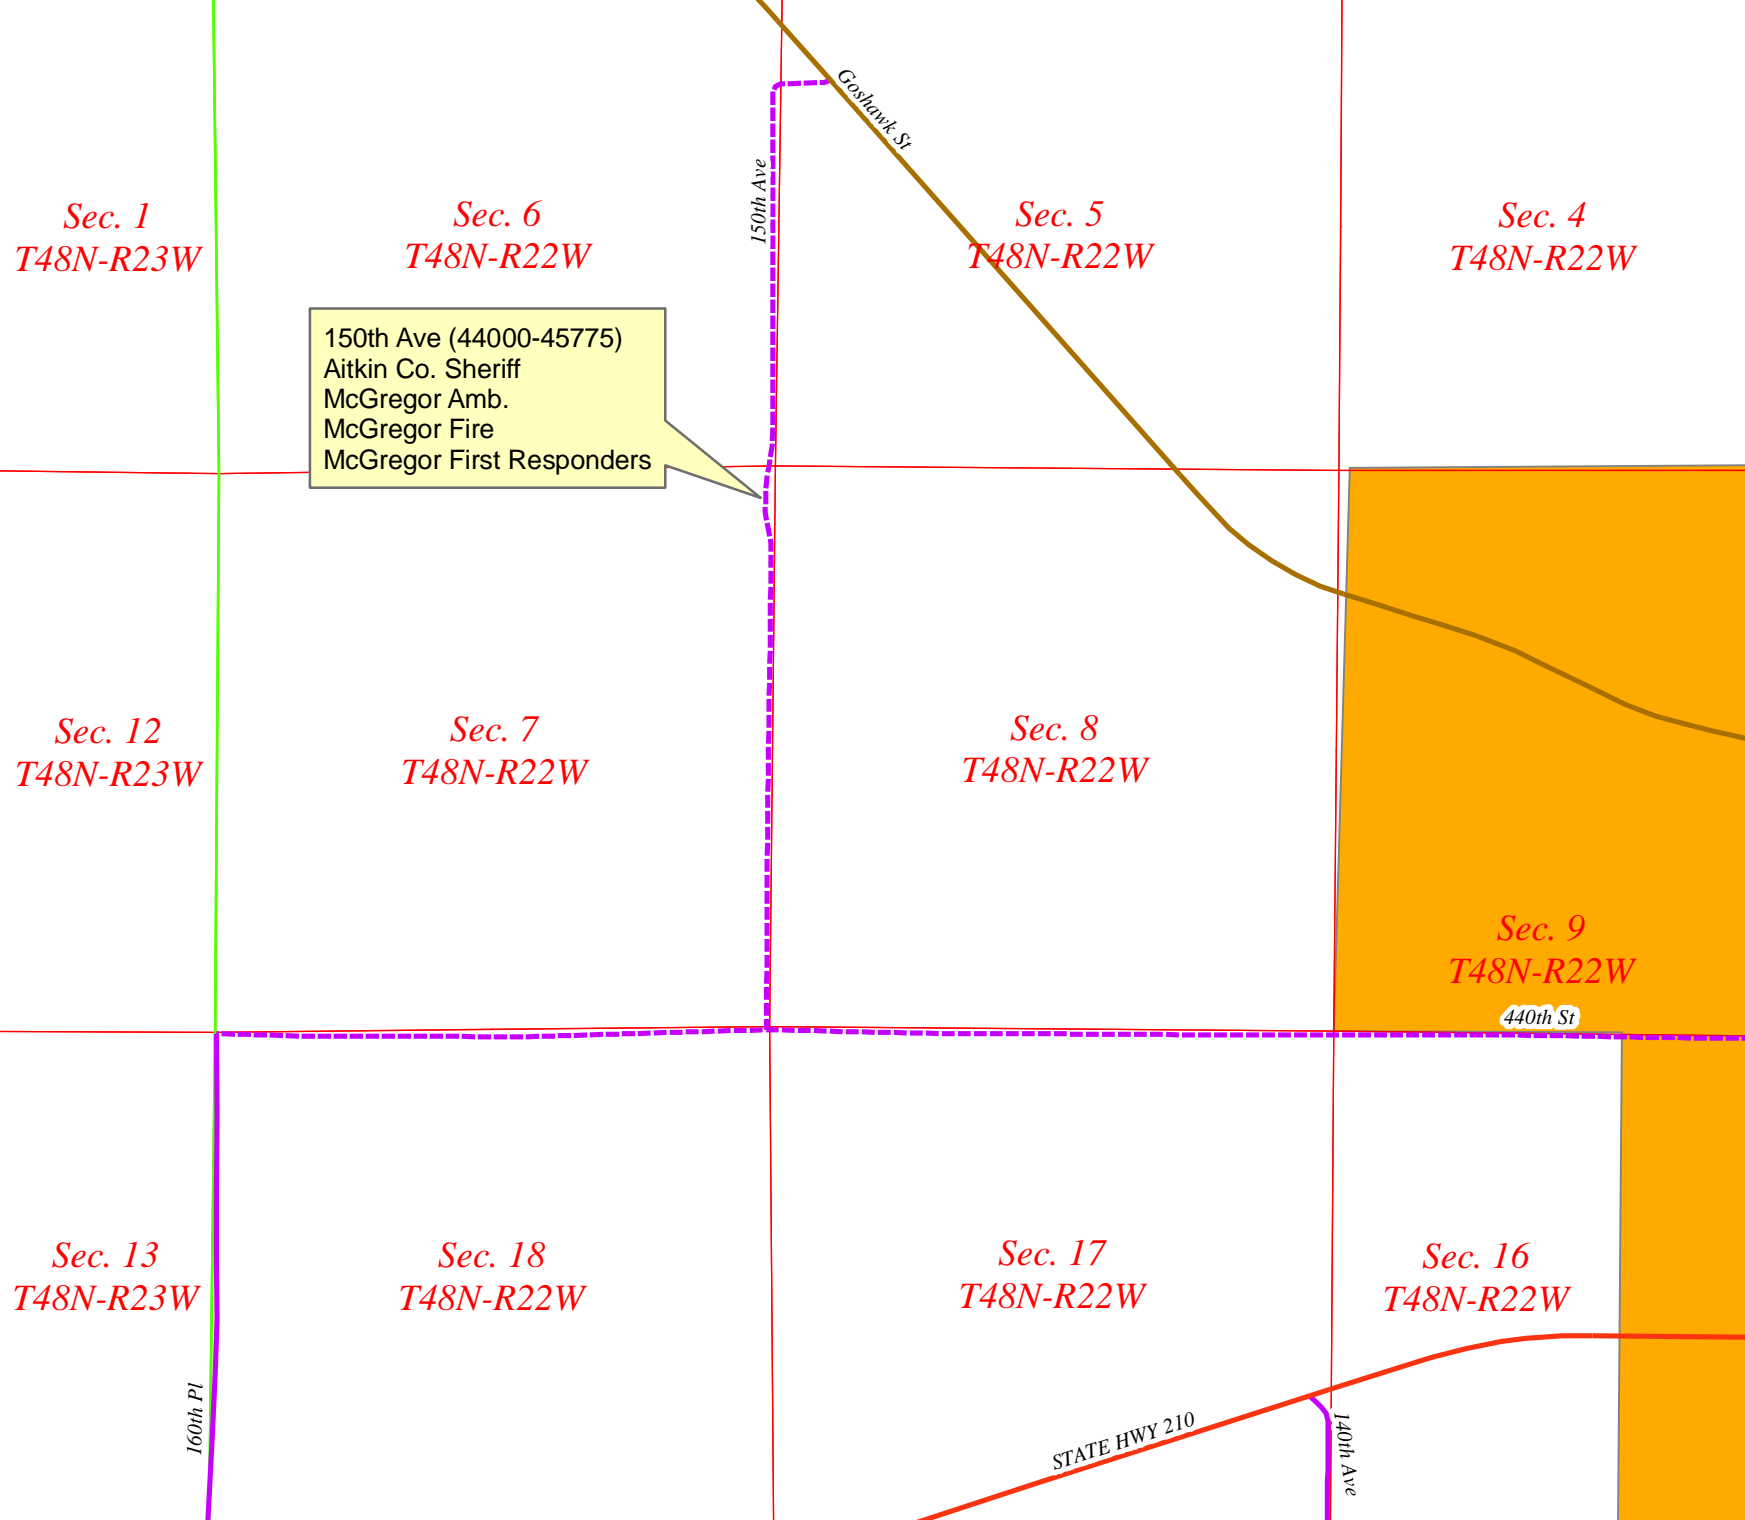 Goshawk St
150th Ave
Sec. 1
T48N-R23W
Sec. 6
T48N-R22W
Sec. 5
T48N-R22W
Sec. 4
T48N-R22W
150th Ave (44000-45775)
Aitkin Co. Sheriff
McGregor Amb.
McGregor Fire
McGregor First Responders
Sec. 12
T48N-R23W
Sec. 7
T48N-R22W
Sec. 8
T48N-R22W
Sec. 9
T48N-R22W
440th St
Sec. 13
T48N-R23W
Sec. 18
T48N-R22W
Sec. 17
T48N-R22W
Sec. 16
T48N-R22W
160th Pl
STATE HWY 210
140th Ave